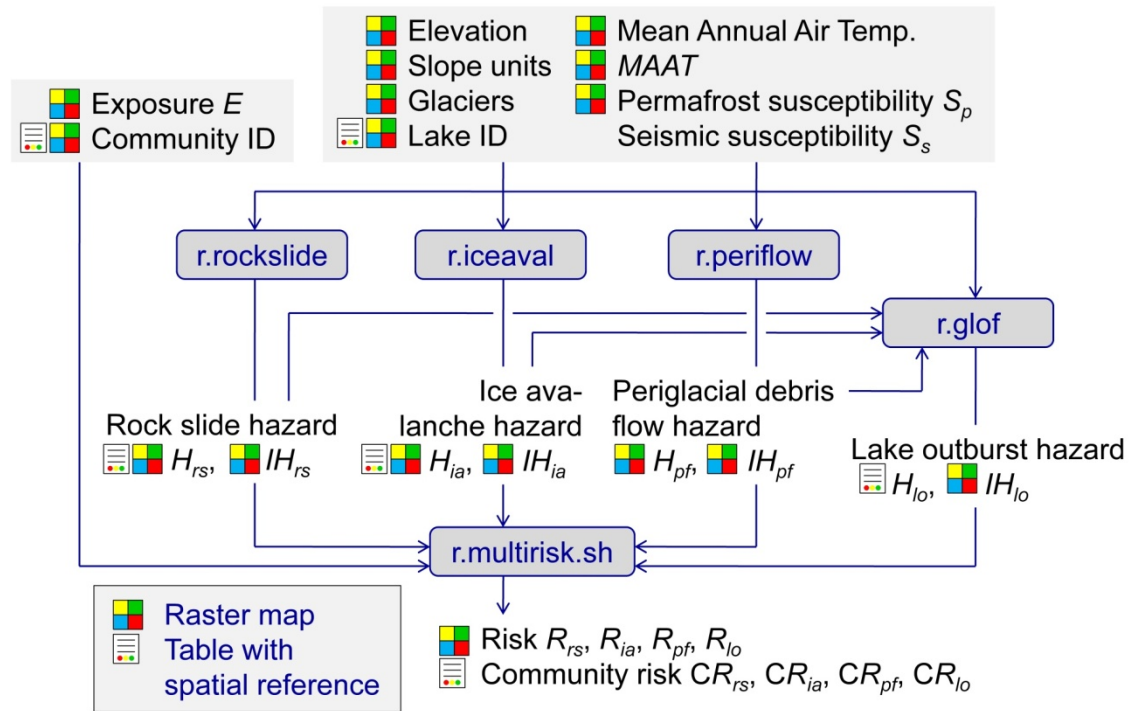 Elevation
Slope units
Glaciers
Lake ID
Mean Annual Air Temp.
MAAT
Permafrost susceptibility Sp
Seismic susceptibility Ss
Exposure E
Community ID
r.rockslide
r.iceaval
r.periflow
r.glof
Rock slide hazard
Hrs, IHrs
Ice ava-
lanche hazard
Hia, IHia
Periglacial debris
flow hazard
Hpf, IHpf
Lake outburst hazard
Hlo, IHlo
r.multirisk.sh
Raster map
Table with
spatial reference
Risk Rrs, Ria, Rpf, Rlo
Community risk CRrs, CRia, CRpf, CRlo